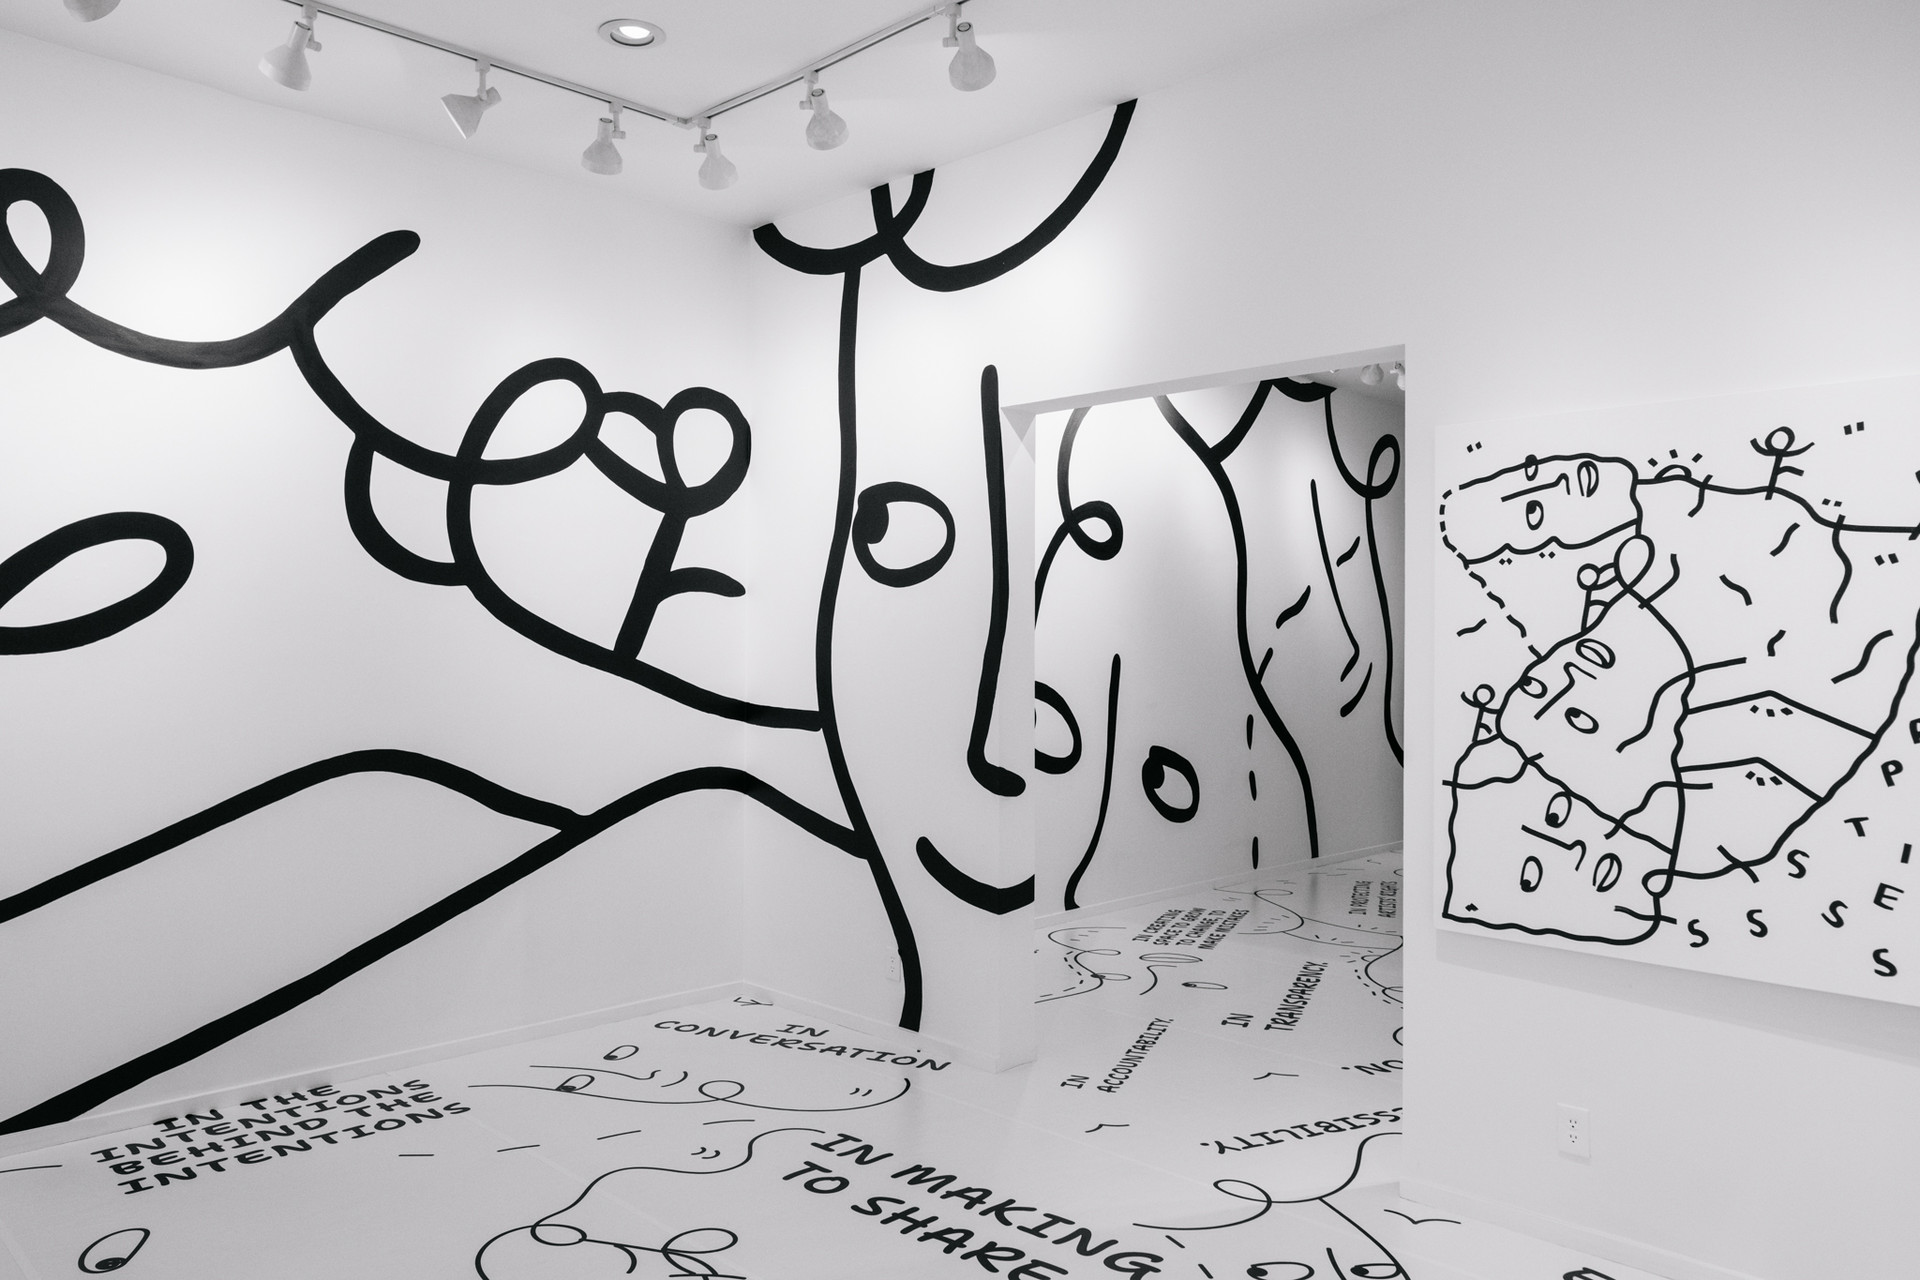 IN
CONVERSATION
IN THE
INTENTIONS
BEHIND THE
INTENTIONS
IN MAKING
TO SHARE
IN CREATING
SPACE TO GROW
TO CHANGE, TO
MAKE MISTAKES
IN PROTECTING
ARTISTS' RIGHTS
IN
TRANSPARENCY.
IN
ACCOUNTABILITY.
SSIBILITY.
"NO
P
T
I
E
S
S
S
S
S